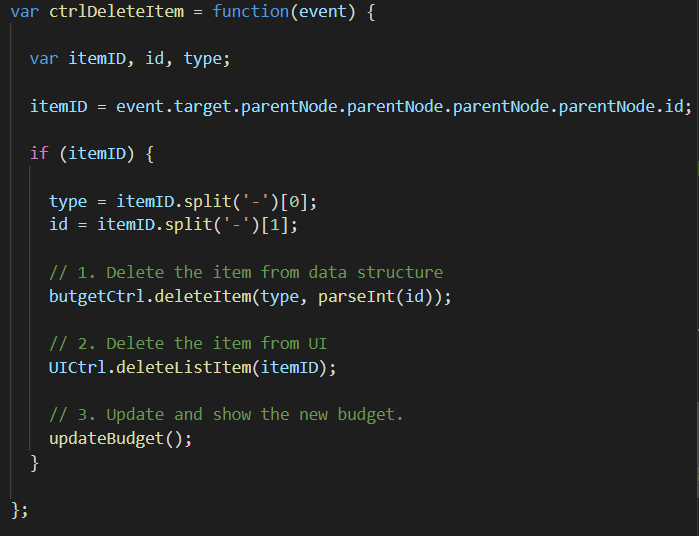 var ctrlDeleteItem = function(event) {
var itemID, id, type;
itemID = event.target.parentNode.parentNode.parentNode.parentNode.id;
if (itemID) {
type = itemID.split('-')[0];
id = itemID.split('-')[1];
// 1. Delete the item from data structure
butgetCtrl.deleteItem(type, parseInt(id));
// 2. Delete the item from UI
UICtrl.deleteListItem(itemID);
// 3. Update and show the new budget.
updateBudget();
}
};